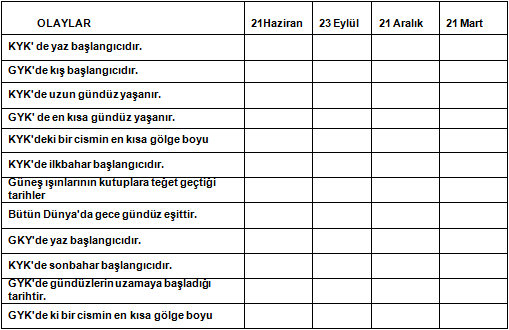 OLAYLAR 21Haziran 23 Eylül 21 Aralık 21 Mart
KYK' de yaz başlangıcıdır.
GYK'de kış başlangıcıdır.
KYK'de uzun gündüz yaşanır.
GYK' de en kısa gündüz yaşanır.
KYK'deki bir cismin en kısa gölge boyu
KYK'de ilkbahar başlangıcıdır.
Güneş ışınlarının kutuplara teğet geçtiği
tarihler
Bütün Dünya'da gece gündüz eşittir.
GKY'de yaz başlangıcıdır.
KYK'de sonbahar başlangıcıdır.
GYK'de gündüzlerin uzamaya başladığı
tarihtir.
GYK'de ki bir cismin en kısa gölge boyu